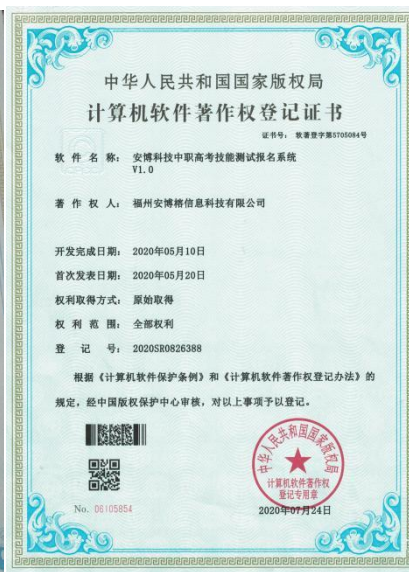 中华人民共和国国家版权局
计算机软件著作权登记证书
证书号： 软著登字第5705084号
软件名称： 安博科技中职高考技能测试报名系统
V1.0
著作权人： 福州安博榕信息科技有限公司
开发完成日期： 2020年05月10日
首次发表日期： 2020年05月20日
权利取得方式： 原始取得
权利范围： 全部权利
登记号： 2020SR0826388
根据《计算机软件保护条例》和《计算机软件著作权登记办法》的
规定，经中国版权保护中心审核，对以上事项予以登记。
中华人民共和国国家版权局
计算机软件著作权
登记专用章
No. 06105854
2020年07月24日